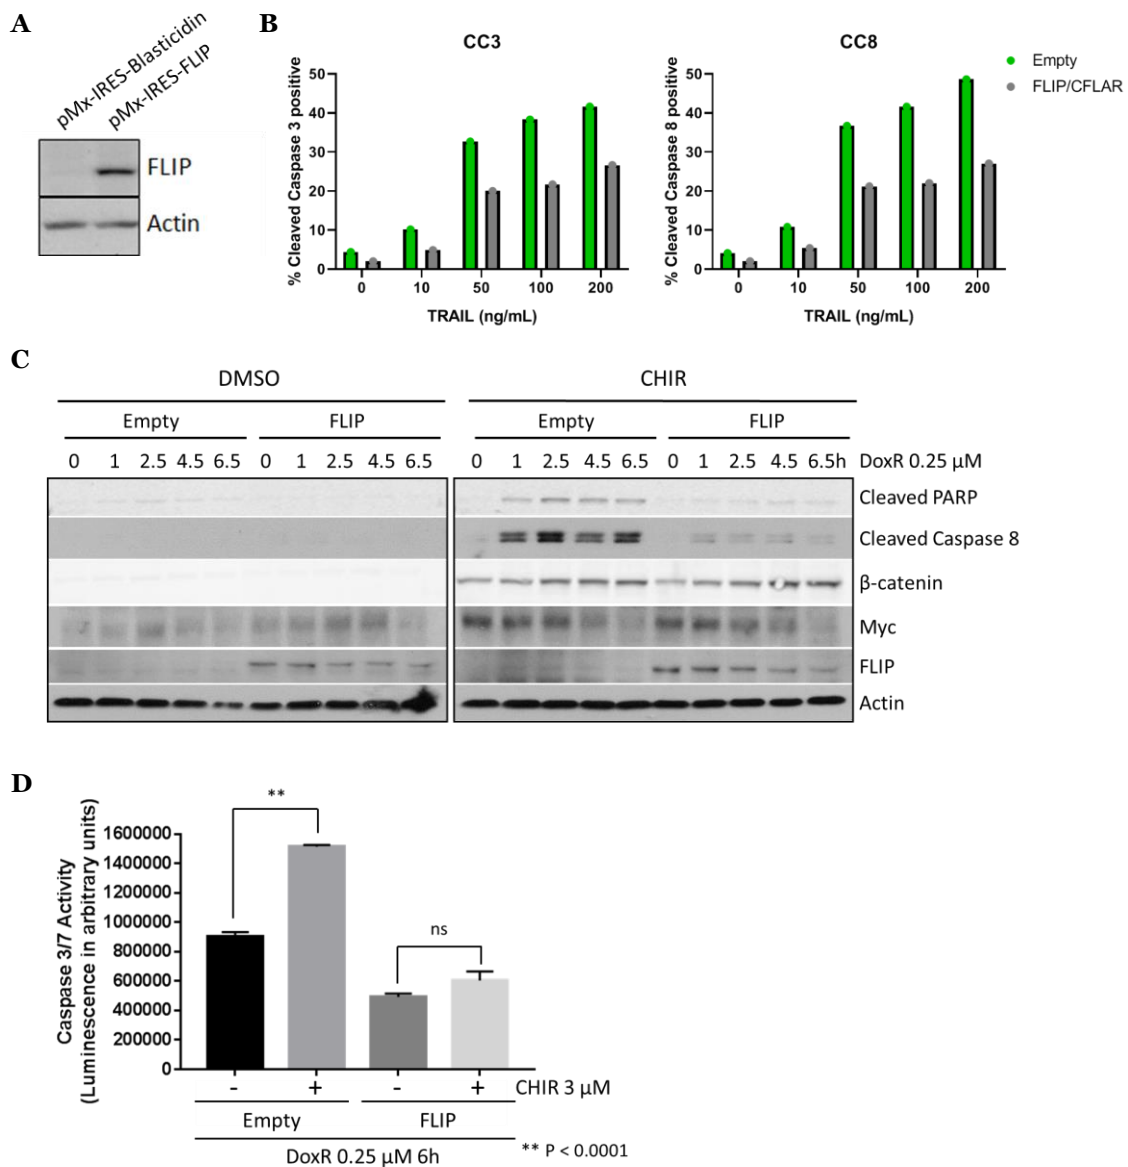 A
pMx-IRES-Blasticidin
pMx-IRES-FLIP
FLIP
Actin
B
CC3
% Cleaved Caspase 3 positive
50
40
30
20
10
0
0 10 50 100 200
TRAIL (ng/mL)
CC8
% Cleaved Caspase 8 positive
50
40
30
20
10
0
0 10 50 100 200
TRAIL (ng/mL)
Empty
FLIP/CFLAR
C
DMSO CHIR
Empty FLIP Empty FLIP
0 1 2.5 4.5 6.5 0 1 2.5 4.5 6.5 0 1 2.5 4.5 6.5 0 1 2.5 4.5 6.5h DoxR 0.25 µM
Cleaved PARP
Cleaved Caspase 8
β-catenin
Myc
FLIP
Actin
D
Caspase 3/7 Activity
(Luminescence in arbitrary units)
1600000
1400000
1200000
1000000
800000
600000
400000
200000
0
**
ns
- + - + CHIR 3 µM
Empty FLIP
DoxR 0.25 µM 6h
** P < 0.0001